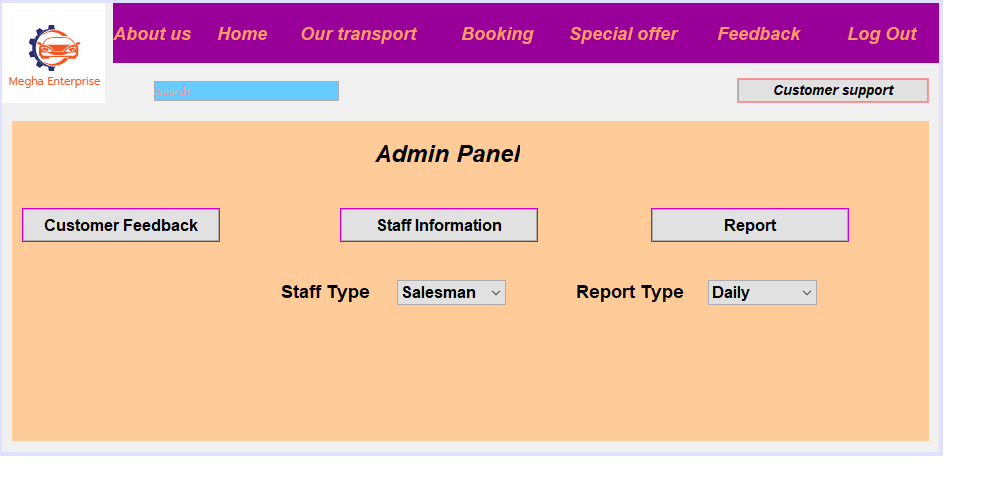 About us Home Our transport Booking Special offer Feedback Log Out
Megha Enterprise
Search
Customer support
Admin Panel
Customer Feedback Staff Information Report
Staff Type Salesman Report Type Daily